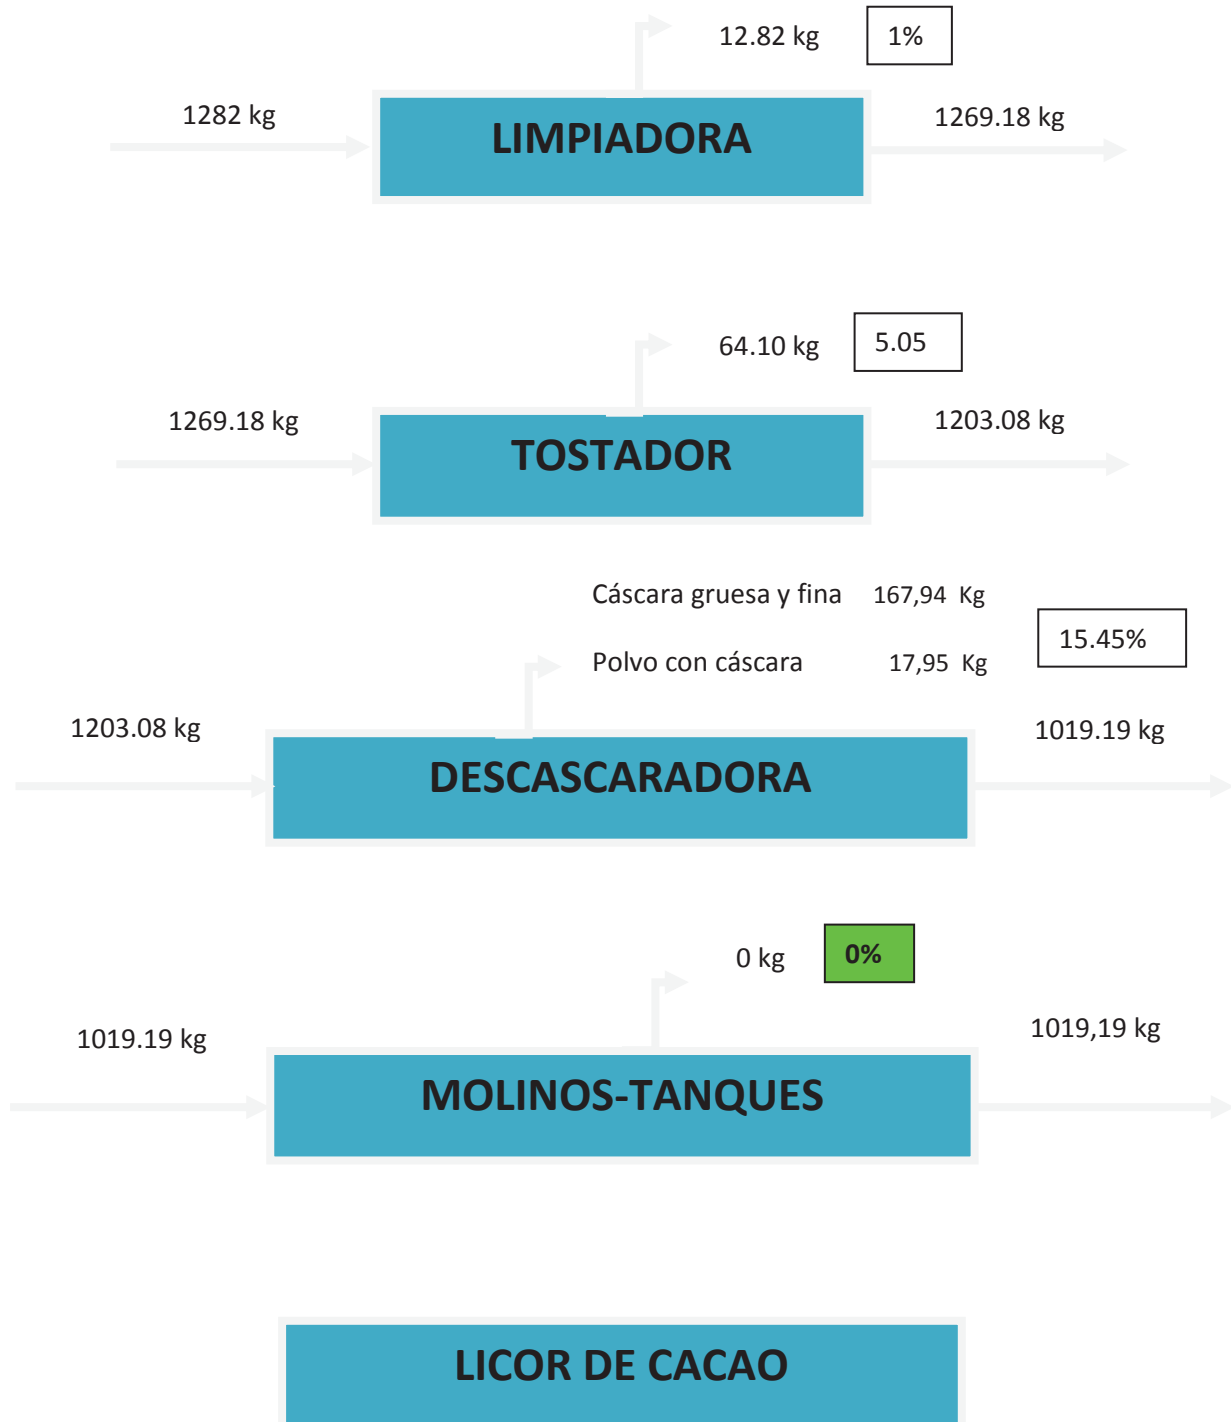 12.82 kg 1%
1282 kg 1269.18 kg
LIMPIADORA
64.10 kg 5.05
1269.18 kg 1203.08 kg
TOSTADOR
Cáscara gruesa y fina 167,94 Kg
15.45%
Polvo con cáscara 17,95 Kg
1203.08 kg 1019.19 kg
DESCASCARADORA
0 kg 0%
1019.19 kg 1019,19 kg
MOLINOS-TANQUES
LICOR DE CACAO